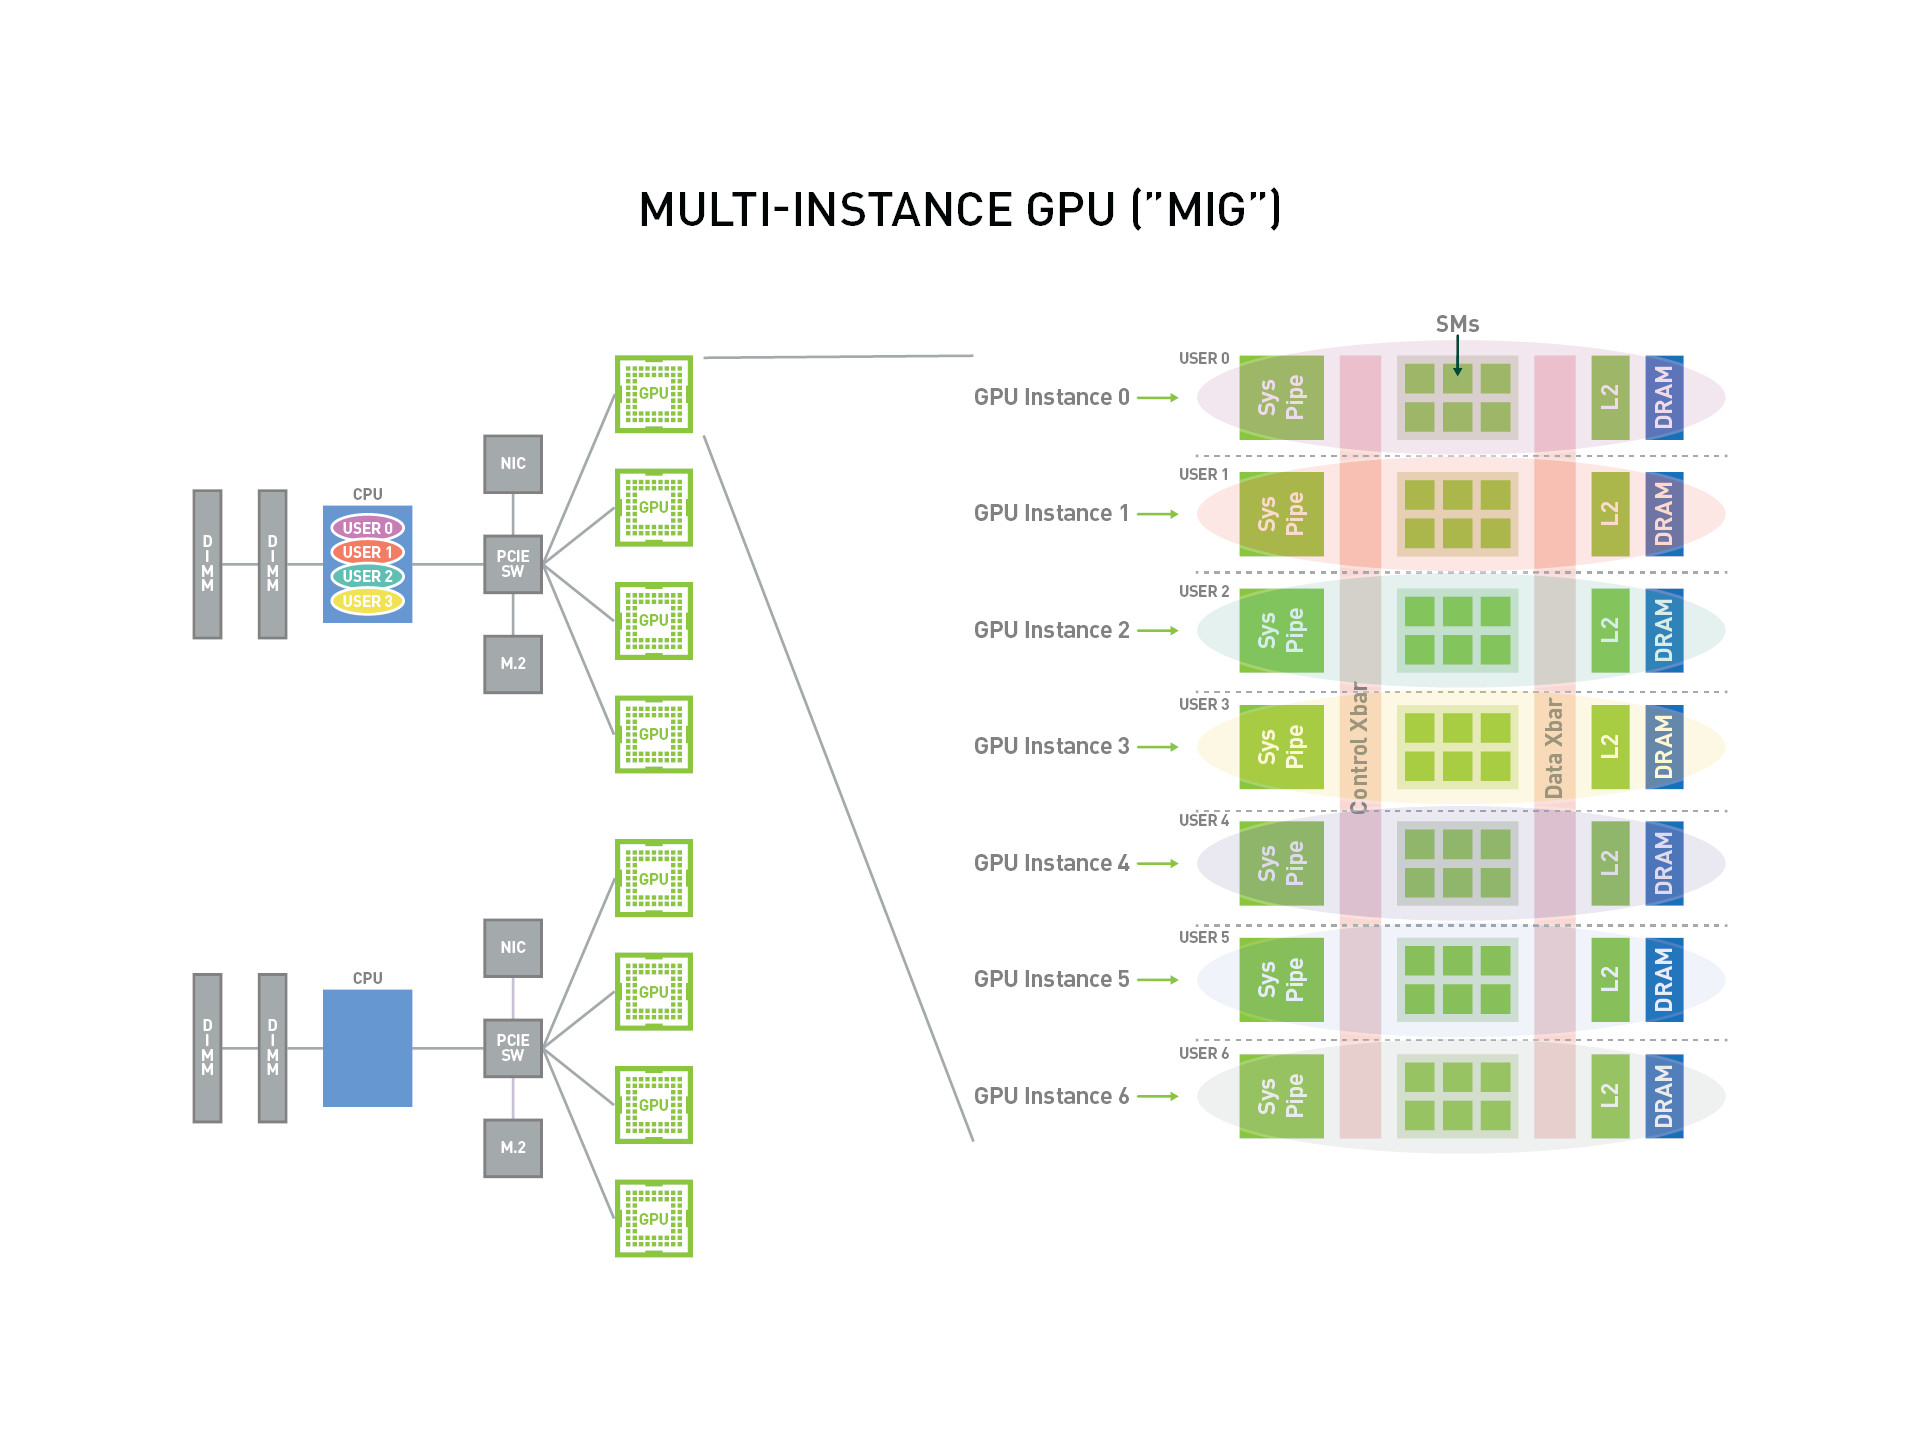 MULTI-INSTANCE GPU ("MIG")
DIMM
DIMM
CPU
USER 0
USER 1
USER 2
USER 3
NIC
PCIE
SW
M.2
GPU
GPU
GPU
GPU
DIMM
DIMM
CPU
NIC
PCIE
SW
M.2
GPU
GPU
GPU
GPU
SMs
GPU Instance 0
USER 0
Sys
Pipe
L2
DRAM
GPU Instance 1
USER 1
Sys
Pipe
L2
DRAM
GPU Instance 2
USER 2
Sys
Pipe
L2
DRAM
GPU Instance 3
USER 3
Sys
Pipe
Control Xbar
Data Xbar
L2
DRAM
GPU Instance 4
USER 4
Sys
Pipe
L2
DRAM
GPU Instance 5
USER 5
Sys
Pipe
L2
DRAM
GPU Instance 6
USER 6
Sys
Pipe
L2
DRAM